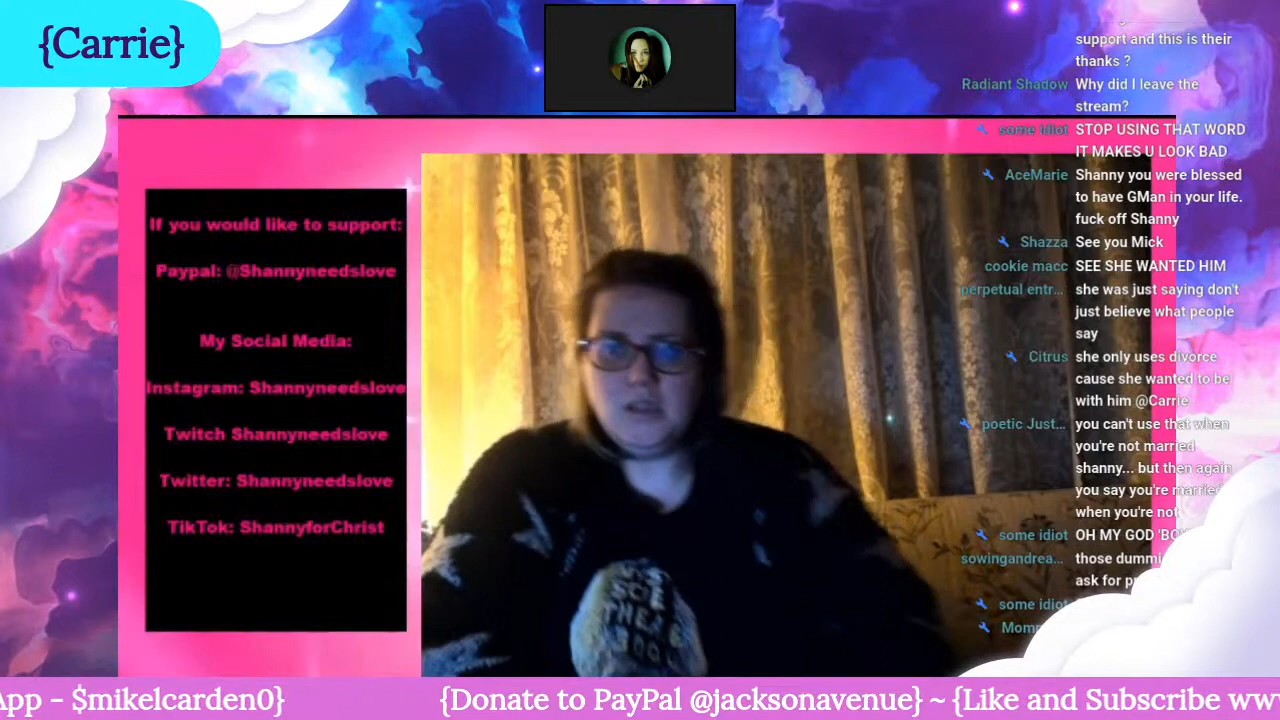 {Carrie}
If you would like to support:
Paypal: @Shannyneedslove
My Social Media:
Instagram: Shannyneedslove
Twitch Shannyneedslove
Twitter: Shannyneedslove
TikTok: ShannyforChrist
support and this is their
thanks ?
Radiant Shadow Why did I leave the
stream?
some idiot STOP USING THAT WORD
IT MAKES U LOOK BAD
AceMarie Shanny you were blessed
to have GMan in your life.
fuck off Shanny
Shazza See you Mick
cookie macc SEE SHE WANTED HIM
perpetual entr... she was just saying don't
just believe what people
say
Citrus she only uses divorce
cause she wanted to be
with him @Carrie
poetic Just... you can't use that when
you're not married
shanny... but then again
you say you're married
when you're not
some idiot OH MY GOD
sowingandrea... those
ask for
some idiot
App - $mikelcarden0} {Donate to PayPal @jacksonavenue} ~ {Like and Subscribe